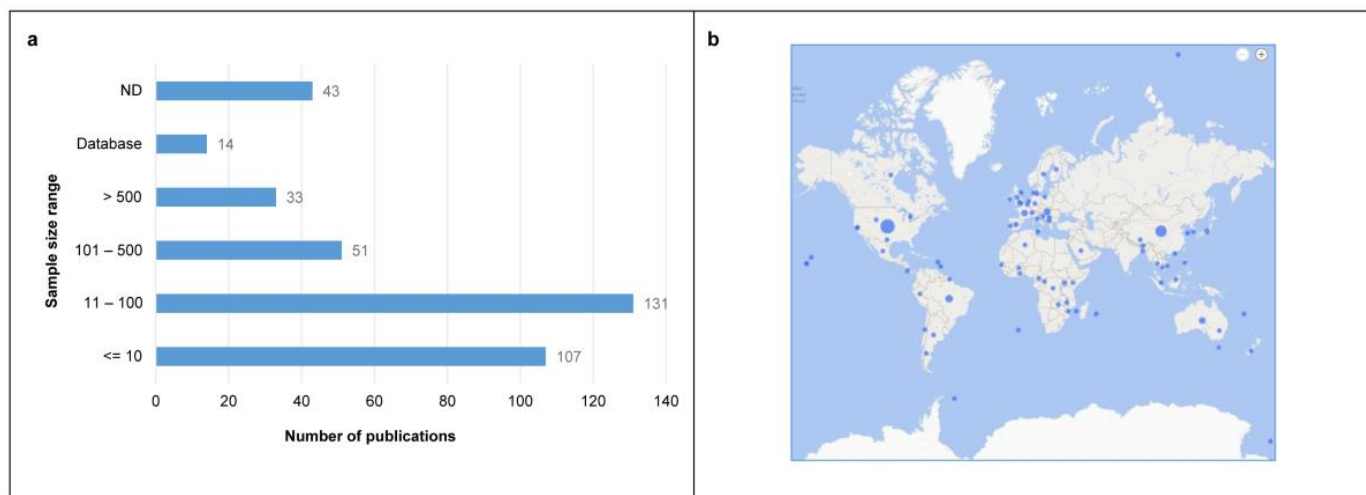 a
ND
43
Database
14
> 500
33
101 – 500
51
11 – 100
131
<= 10
107
0 20 40 60 80 100 120 140
Sample size range
Number of publications
b